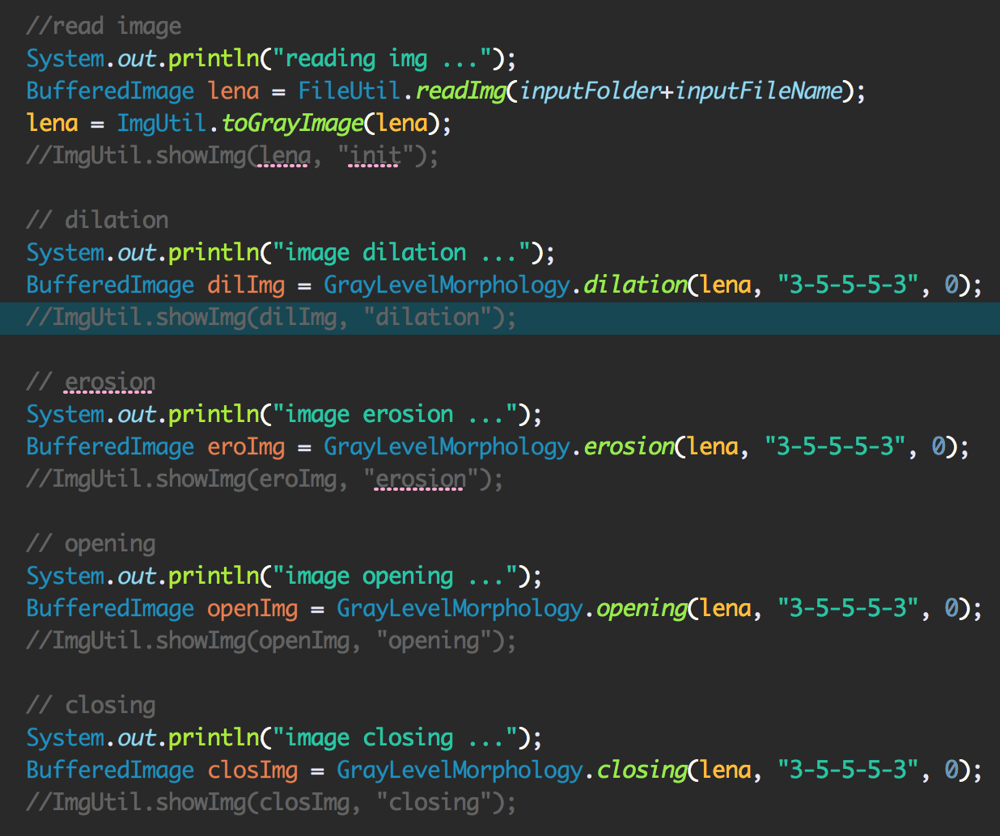 //read image
System.out.println("reading img ...");
BufferedImage lena = FileUtil.readImg(inputFolder+inputFileName);
lena = ImgUtil.toGrayImage(lena);
//ImgUtil.showImg(lena, "init");
// dilation
System.out.println("image dilation ...");
BufferedImage dilImg = GrayLevelMorphology.dilation(lena, "3-5-5-5-3", 0);
//ImgUtil.showImg(dilImg, "dilation");
// erosion
System.out.println("image erosion ...");
BufferedImage eroImg = GrayLevelMorphology.erosion(lena, "3-5-5-5-3", 0);
//ImgUtil.showImg(eroImg, "erosion");
// opening
System.out.println("image opening ...");
BufferedImage openImg = GrayLevelMorphology.opening(lena, "3-5-5-5-3", 0);
//ImgUtil.showImg(openImg, "opening");
// closing
System.out.println("image closing ...");
BufferedImage closImg = GrayLevelMorphology.closing(lena, "3-5-5-5-3", 0);
//ImgUtil.showImg(closImg, "closing");